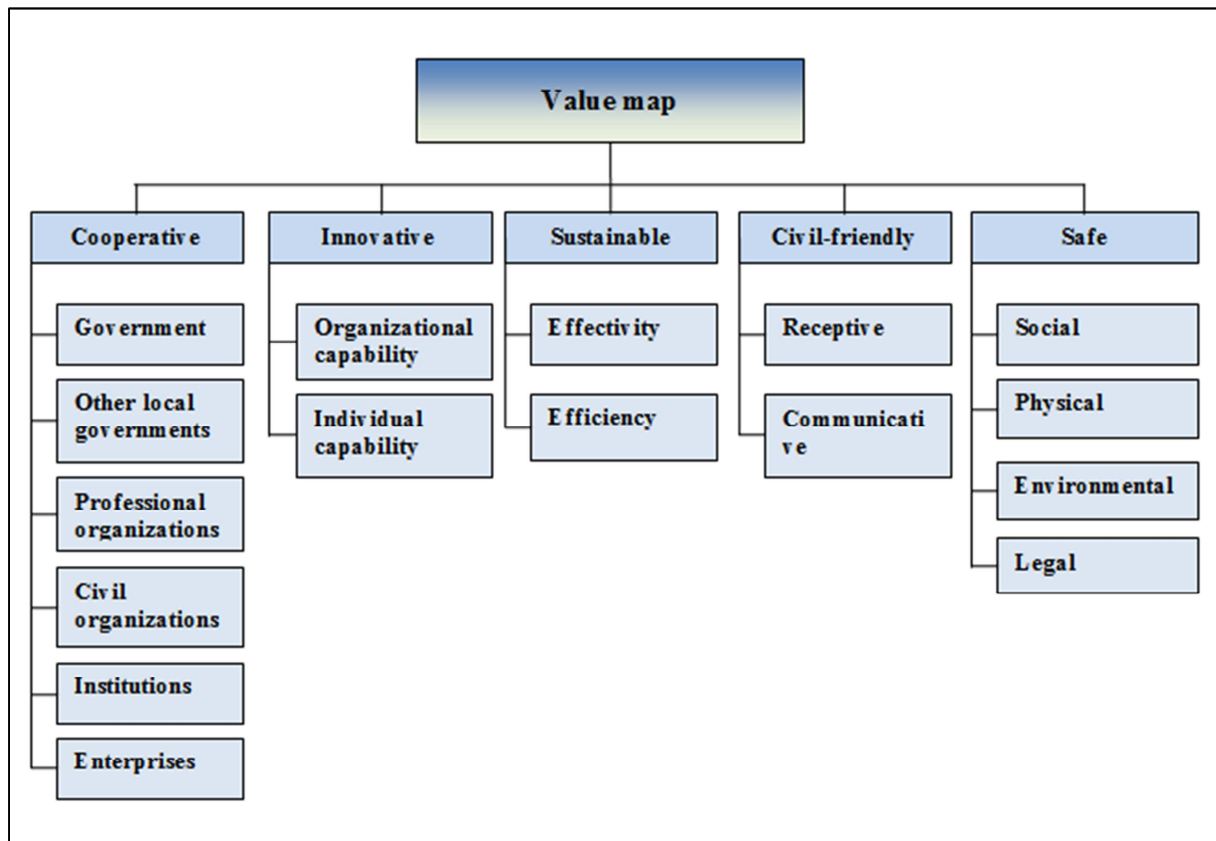 Value map
Cooperative
Government
Other local
governments
Professional
organizations
Civil
organizations
Institutions
Enterprises
Innovative
Organizational
capability
Individual
capability
Sustainable
Effectivity
Efficiency
Civil-friendly
Receptive
Communicati
ve
Safe
Social
Physical
Environmental
Legal